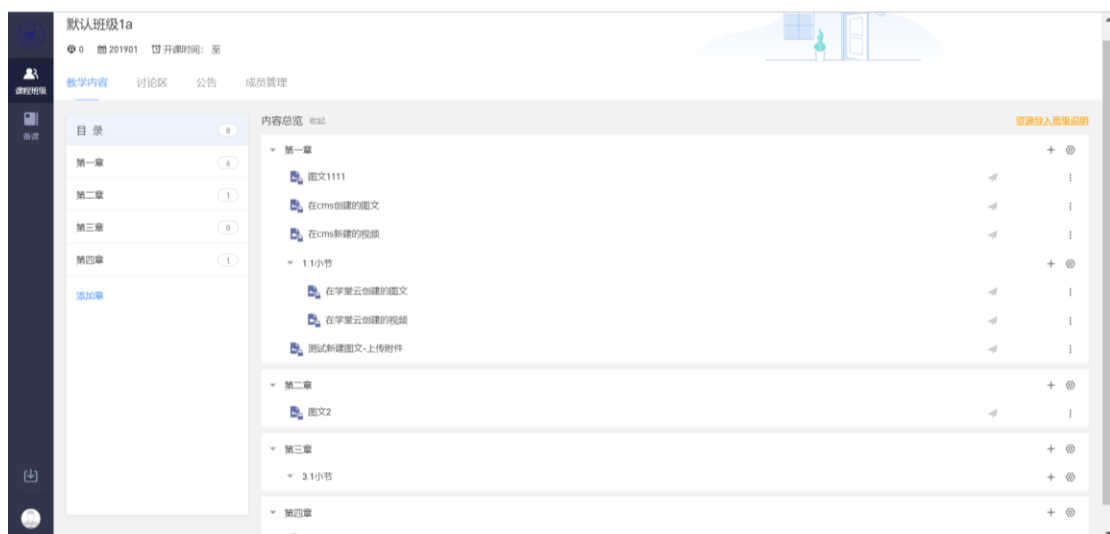 默认班级1a
0 201901 开课时间: 至
课程班级
教学内容 讨论区 公告 成员管理
备课
目 录 8
第一章 6
第二章 1
第三章 0
第四章 1
添加章
内容总览 收起 资源导入班级说明
第一章
图文1111
在cms创建的图文
在cms新建的视频
1.1小节
在学堂云创建的图文
在学堂云创建的视频
测试新建图文-上传附件
第二章
图文2
第三章
3.1小节
第四章